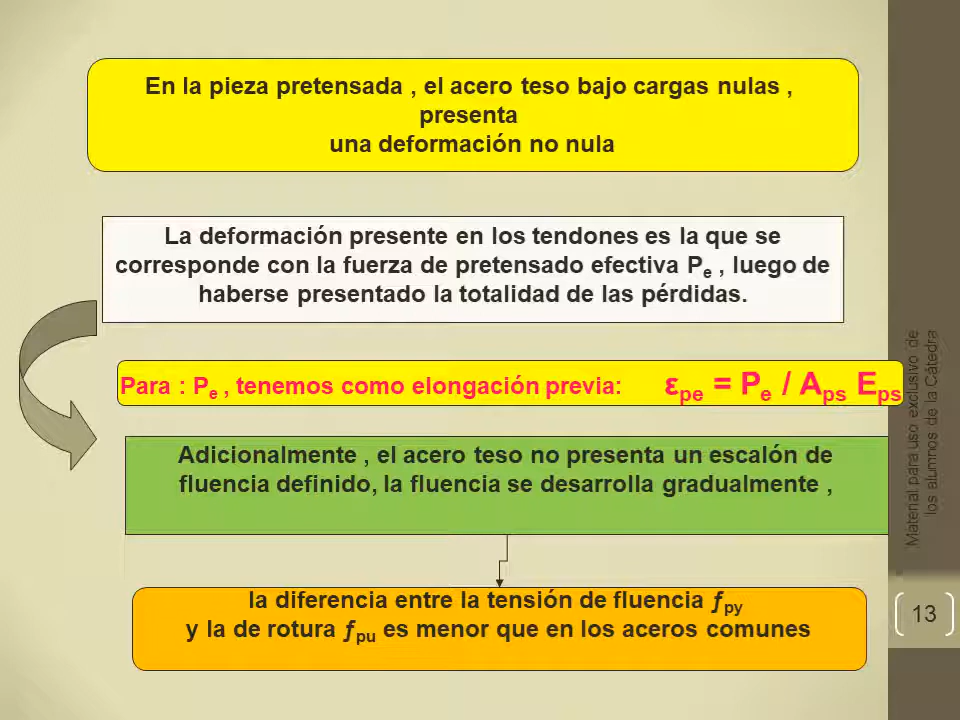 En la pieza pretensada , el acero teso bajo cargas nulas ,
presenta
una deformación no nula
La deformación presente en los tendones es la que se
corresponde con la fuerza de pretensado efectiva Pe , luego de
haberse presentado la totalidad de las pérdidas.
Para : Pe , tenemos como elongación previa: εpe = Pe / Aps Eps
Adicionalmente , el acero teso no presenta un escalón de
fluencia definido, la fluencia se desarrolla gradualmente ,
la diferencia entre la tensión de fluencia ƒpy
y la de rotura ƒpu es menor que en los aceros comunes
Material para uso exclusivo de
los alumnos de la Cátedra
13